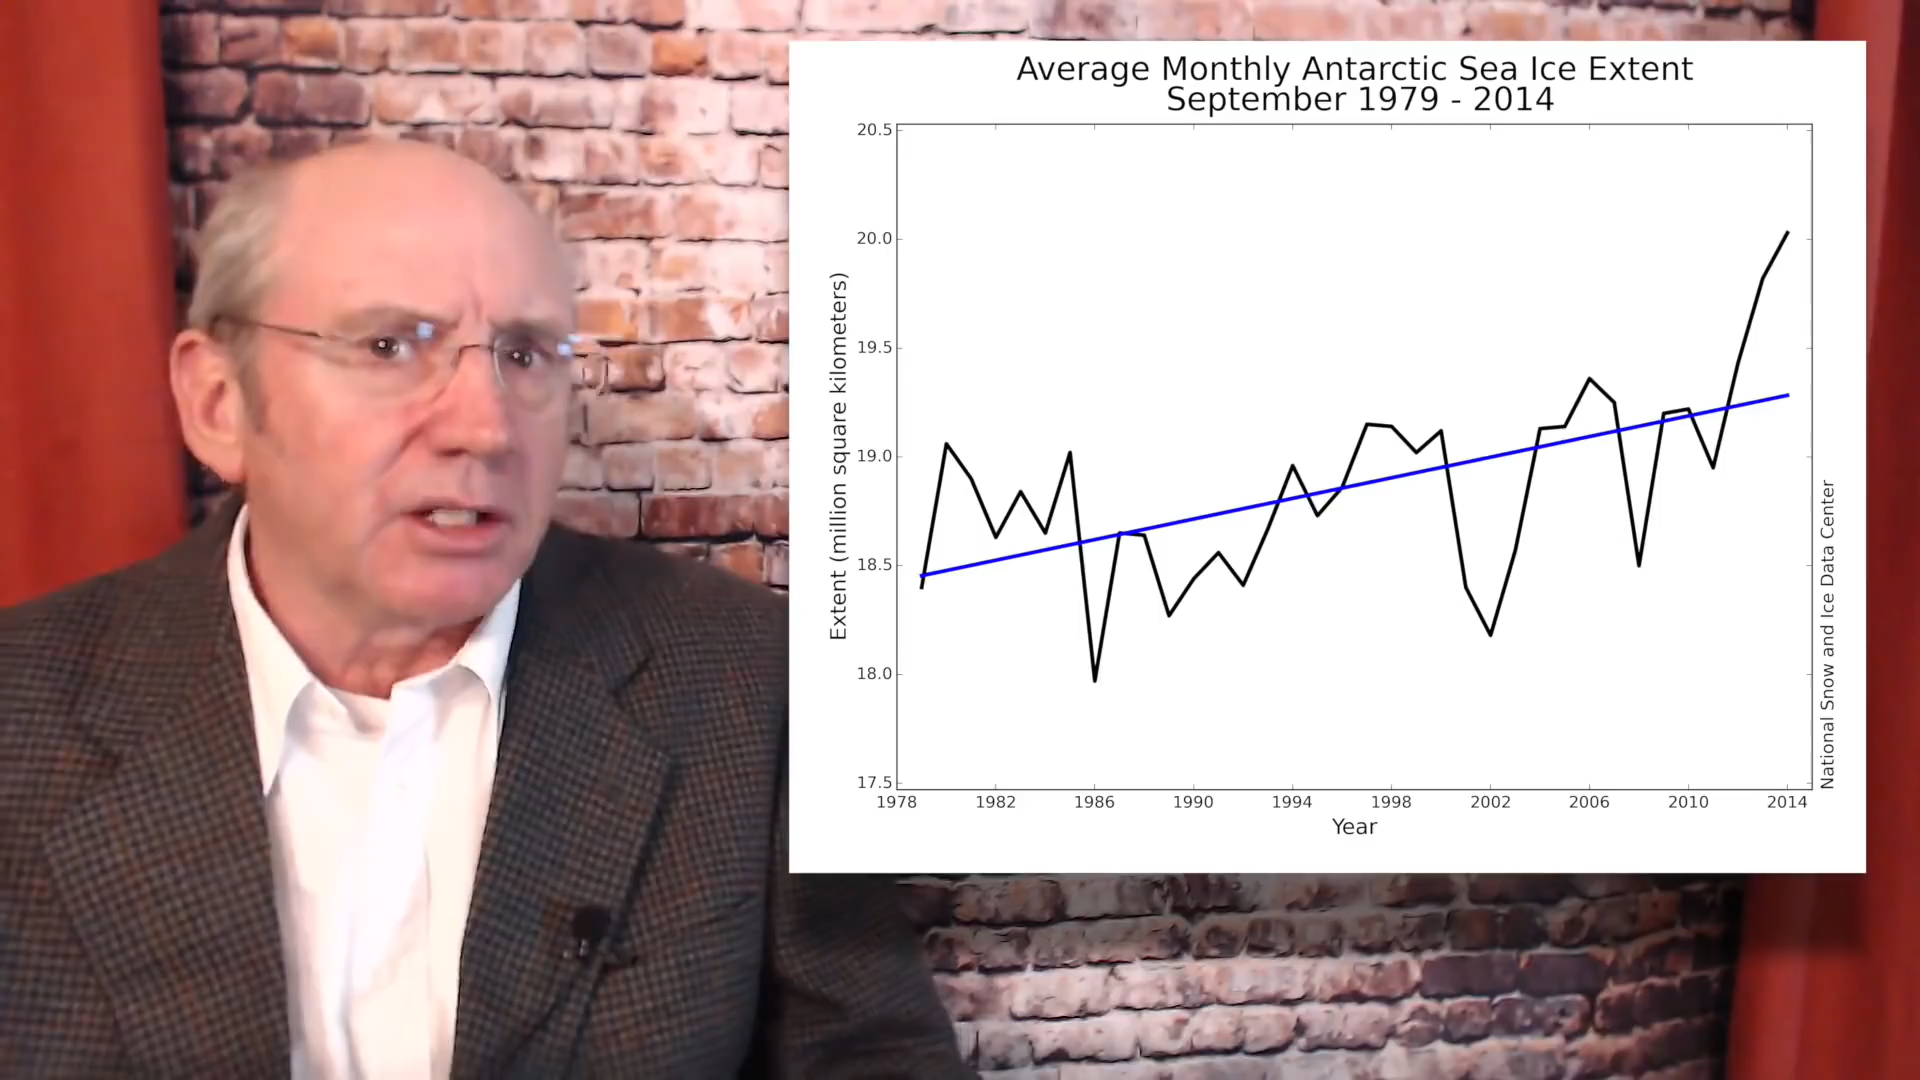 Average Monthly Antarctic Sea Ice Extent
September 1979 - 2014
20.5
20.0
19.5
19.0
18.5
18.0
17.5
Extent (million square kilometers)
1978 1982 1986 1990 1994 1998 2002 2006 2010 2014
Year
National Snow and Ice Data Center